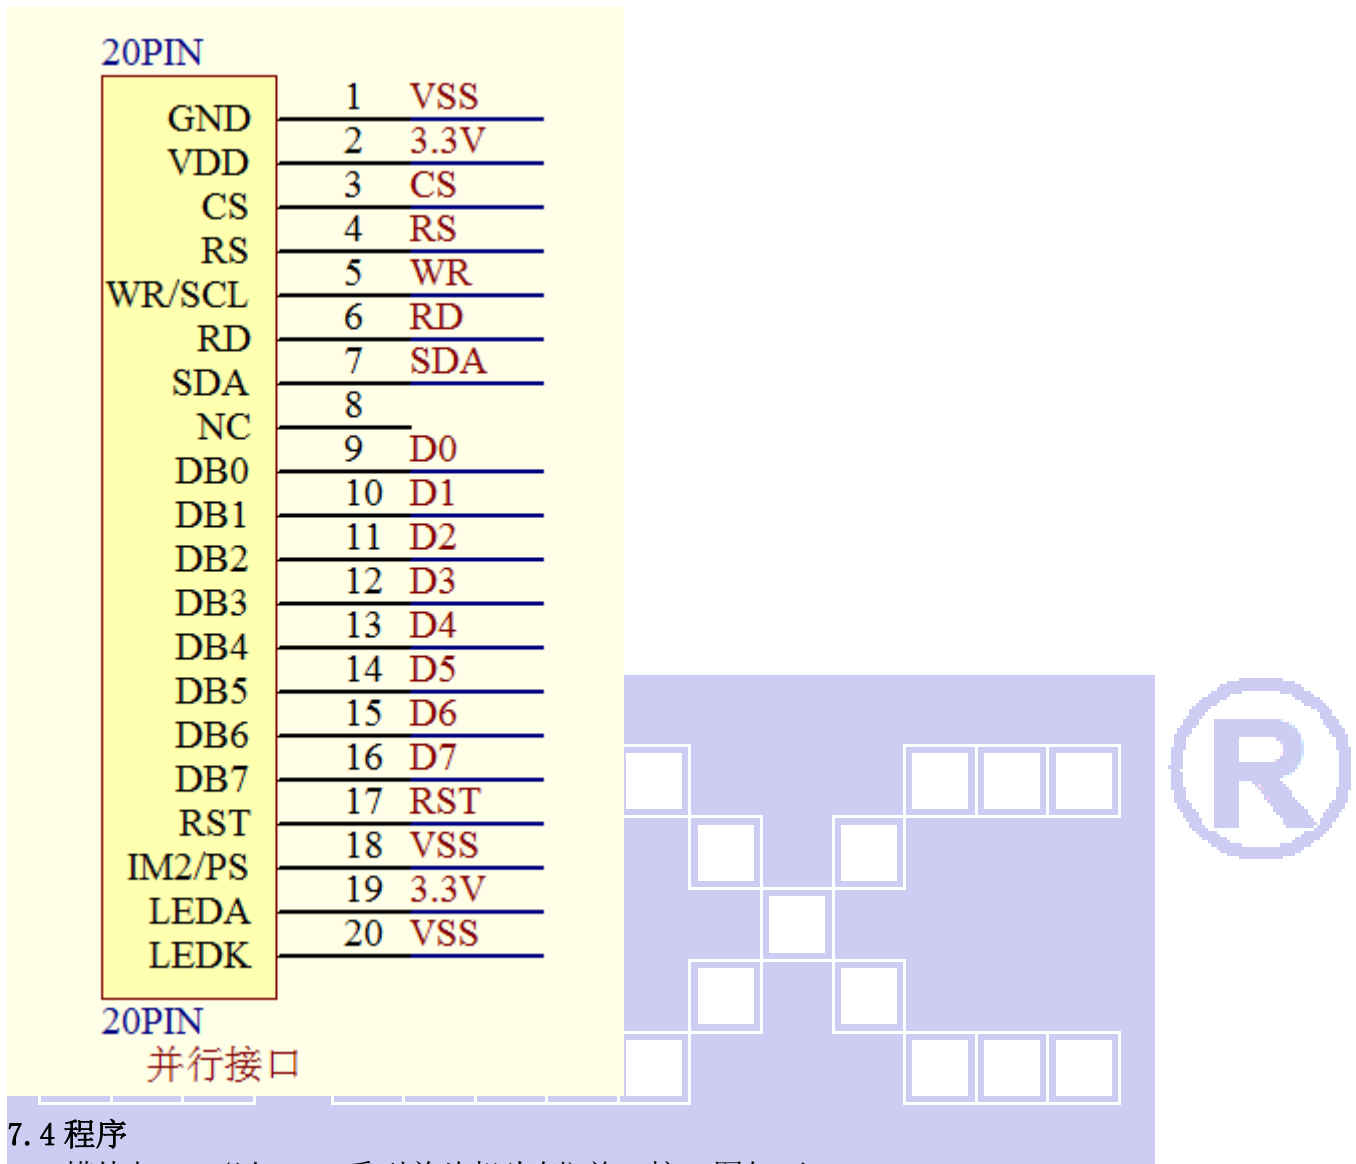 20PIN
GND 1 VSS
VDD 2 3.3V
CS 3 CS
RS 4 RS
WR/SCL 5 WR
RD 6 RD
SDA 7 SDA
NC 8
DB0 9 D0
DB1 10 D1
DB2 11 D2
DB3 12 D3
DB4 13 D4
DB5 14 D5
DB6 15 D6
DB7 16 D7
RST 17 RST
IM2/PS 18 VSS
LEDA 19 3.3V
LEDK 20 VSS
20PIN
并行接口
R
7.4程序